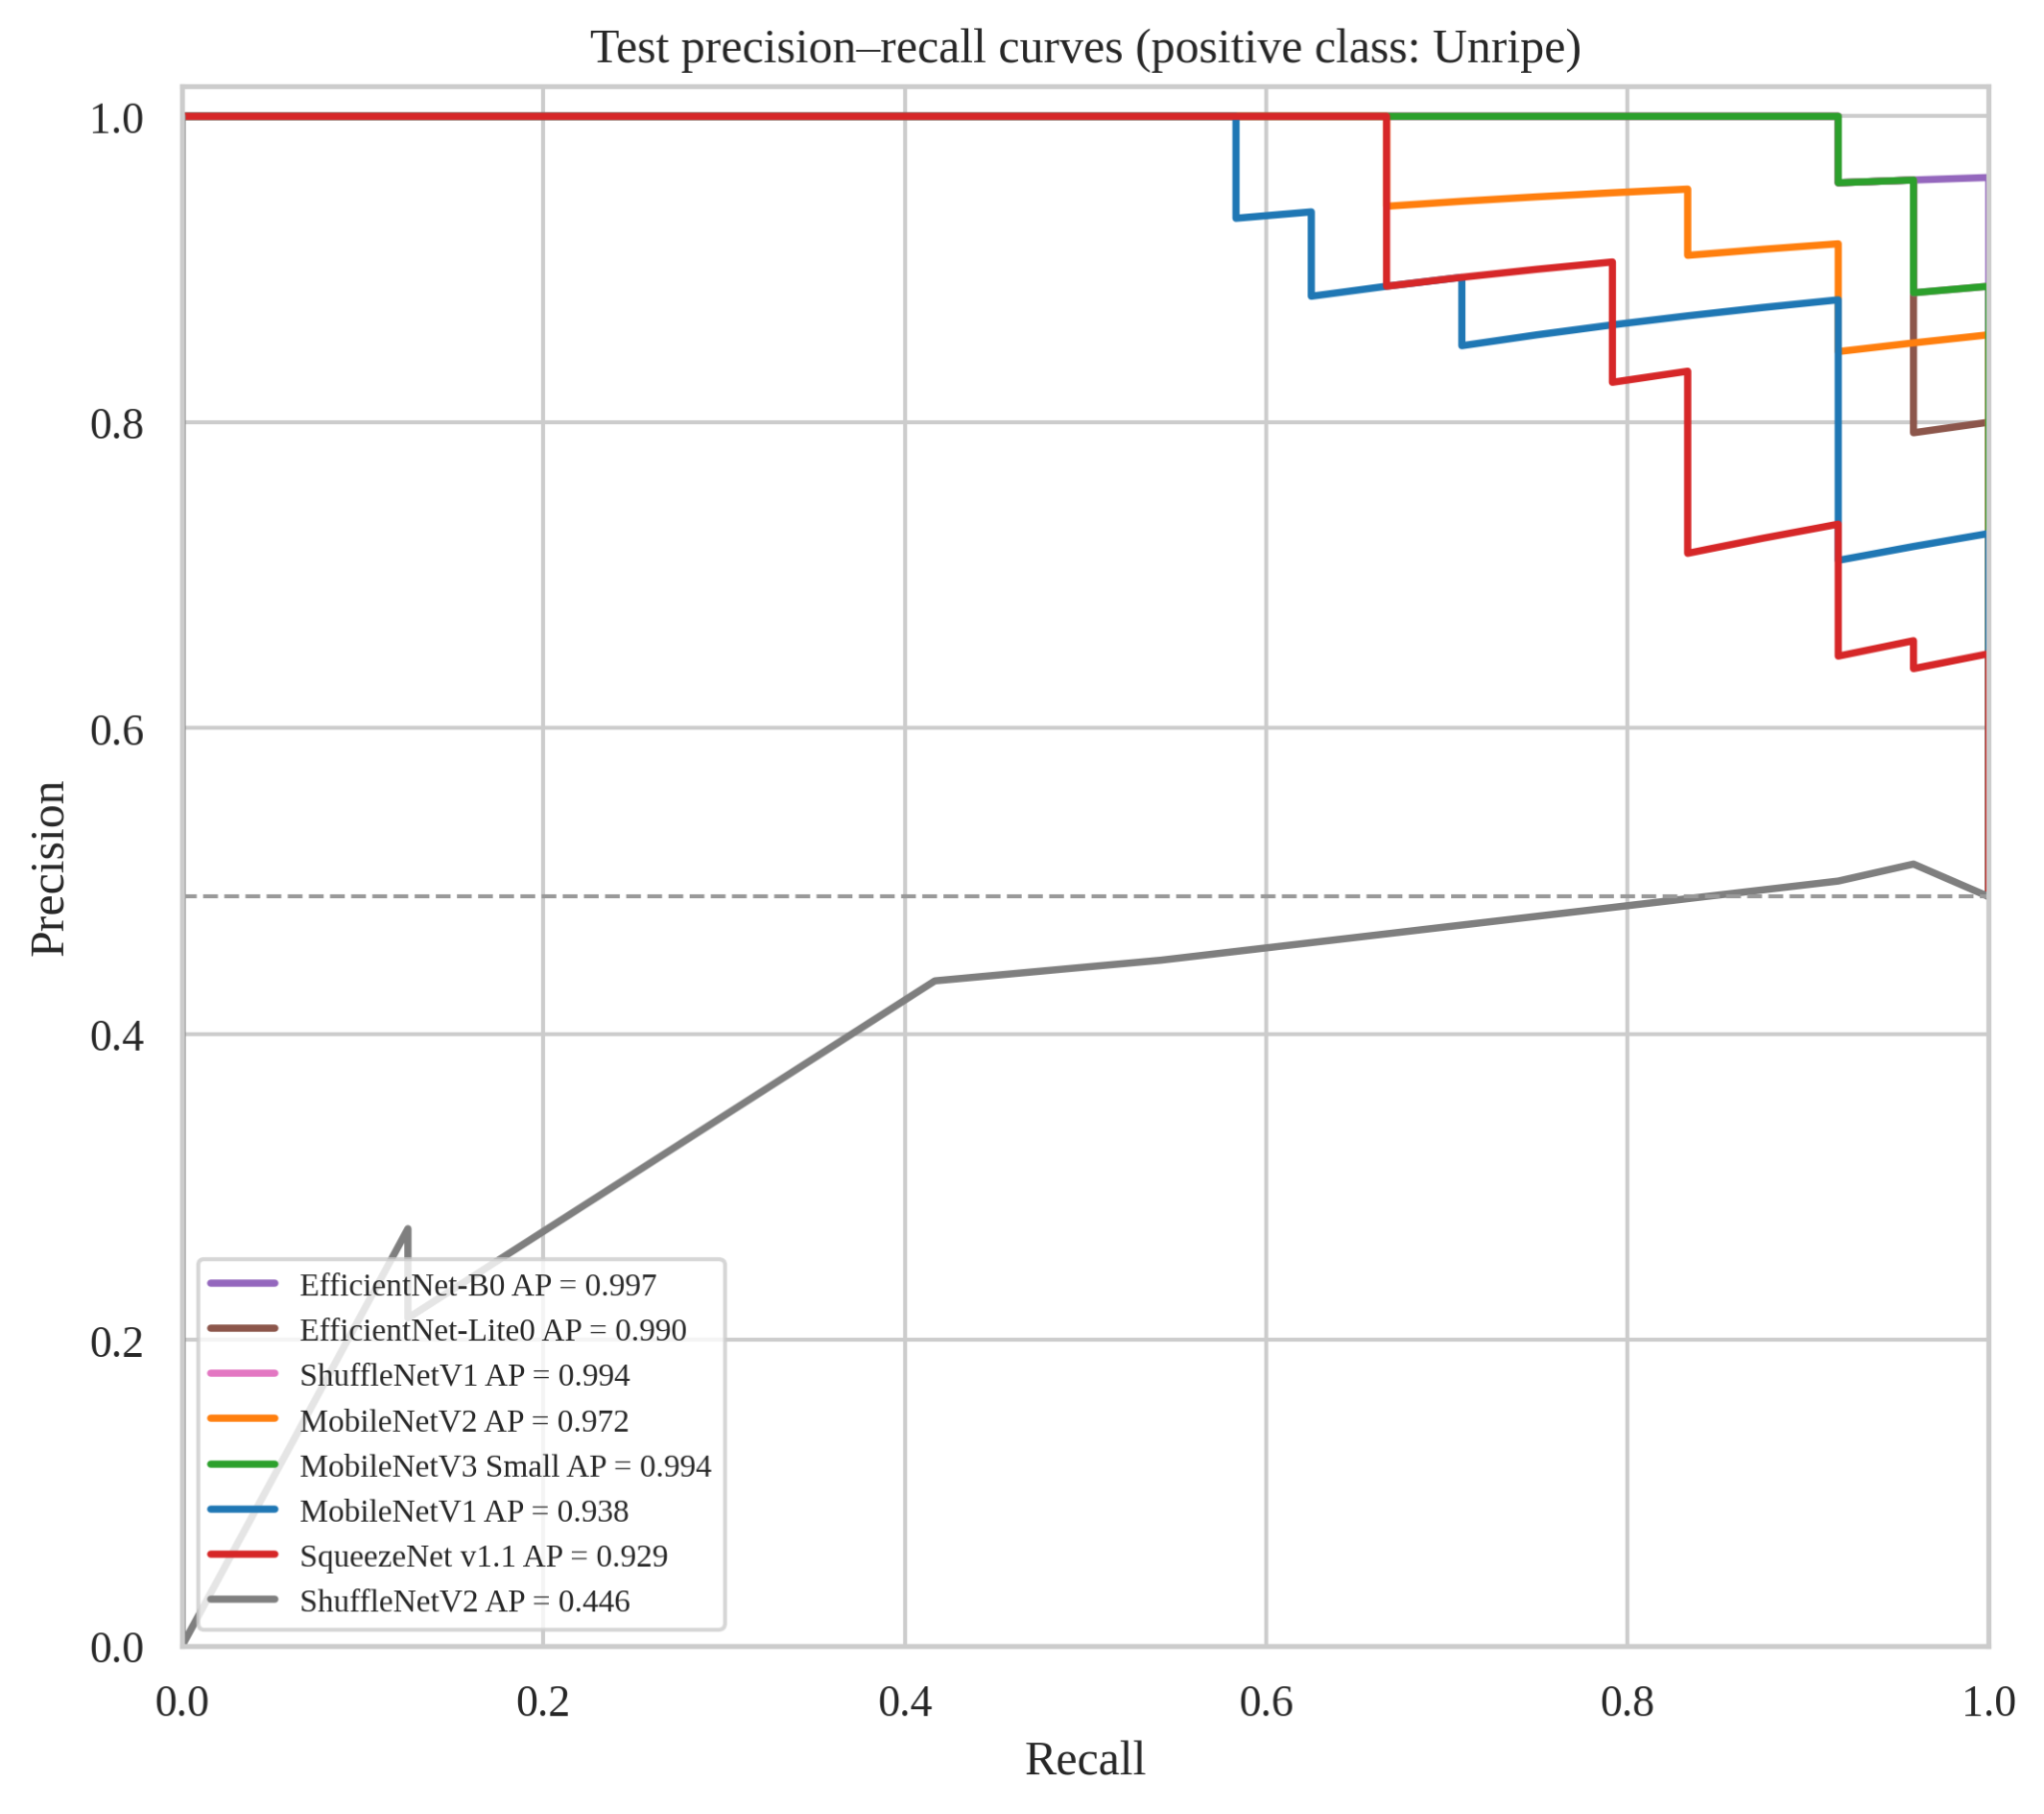 Test precision–recall curves (positive class: Unripe)
1.0
0.8
0.6
0.4
0.2
0.0
Precision
EfficientNet-B0 AP = 0.997
EfficientNet-Lite0 AP = 0.990
ShuffleNetV1 AP = 0.994
MobileNetV2 AP = 0.972
MobileNetV3 Small AP = 0.994
MobileNetV1 AP = 0.938
SqueezeNet v1.1 AP = 0.929
ShuffleNetV2 AP = 0.446
0.0 0.2 0.4 0.6 0.8 1.0
Recall